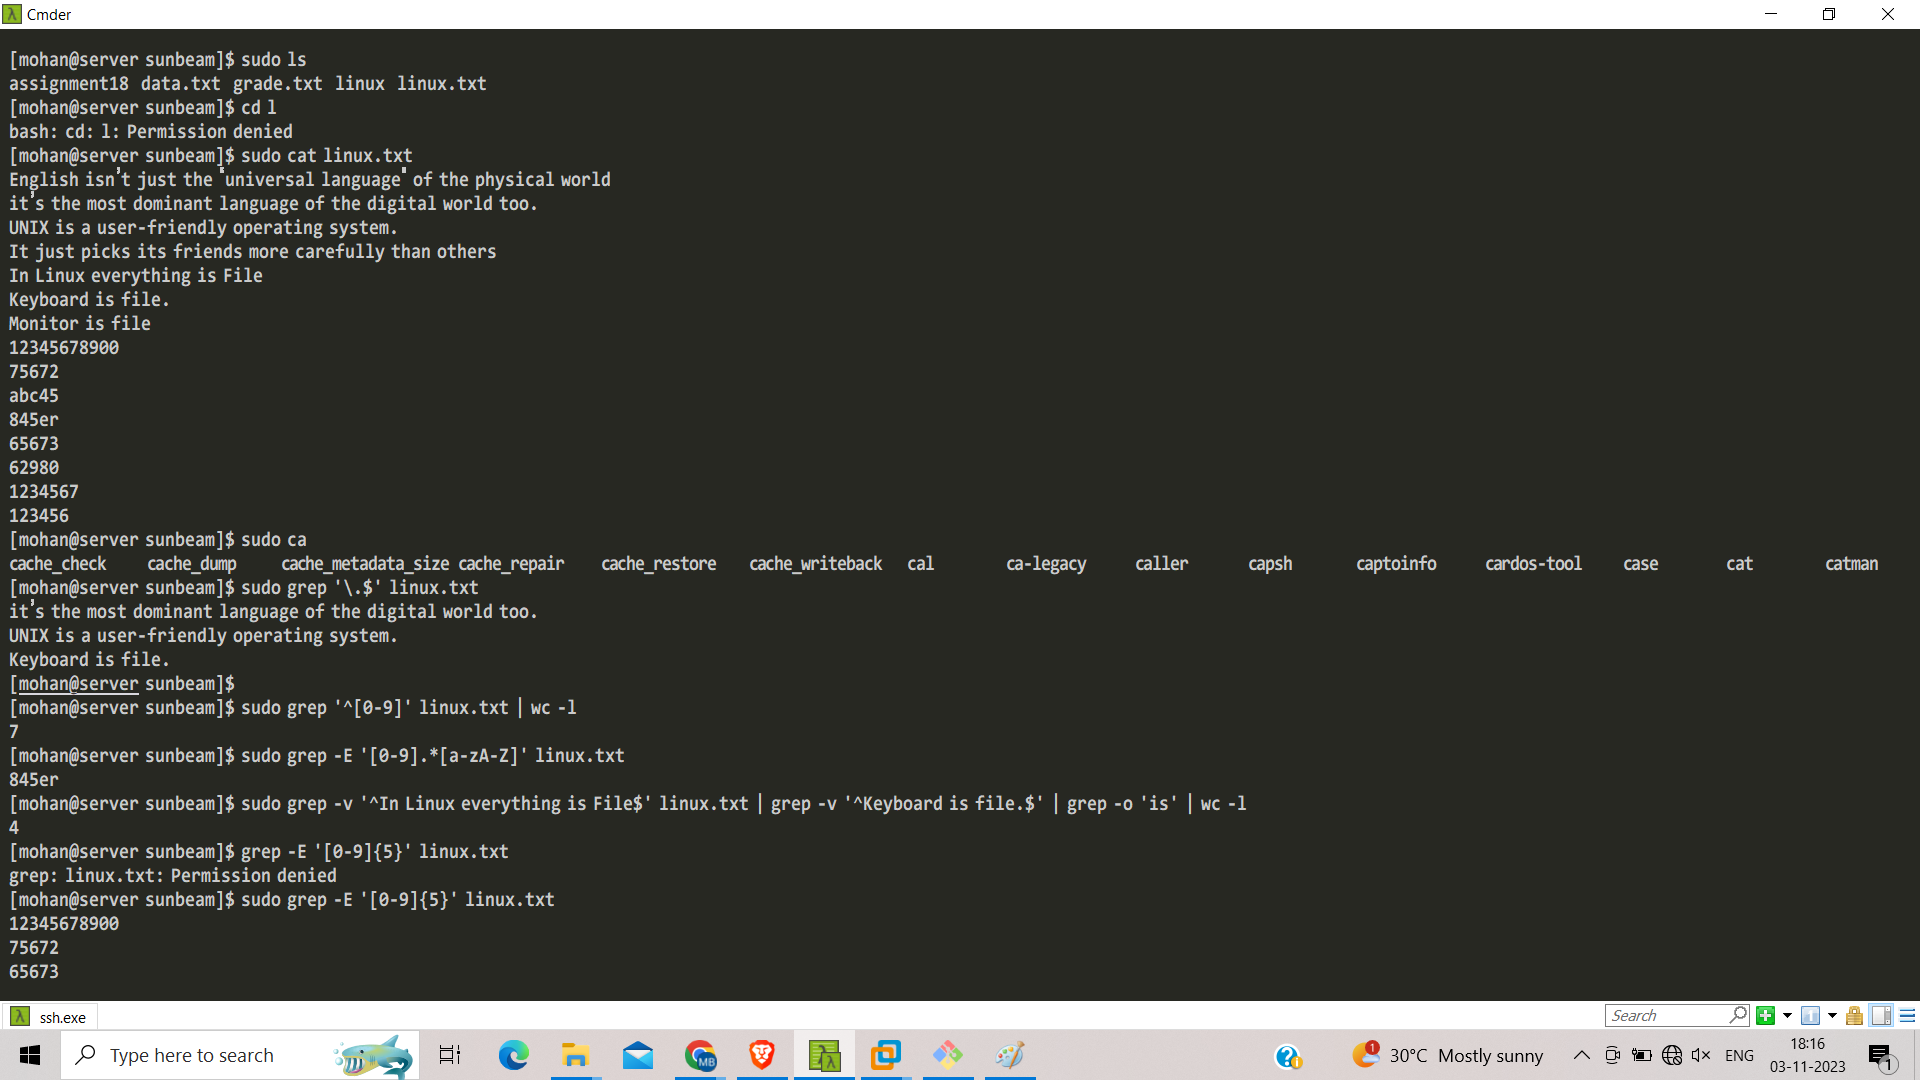 Cmder
[mohan@server sunbeam]$ sudo ls
assignment18 data.txt grade.txt linux linux.txt
[mohan@server sunbeam]$ cd l
bash: cd: l: Permission denied
[mohan@server sunbeam]$ sudo cat linux.txt
English isn’t just the ‘universal language’ of the physical world
it’s the most dominant language of the digital world too.
UNIX is a user-friendly operating system.
It just picks its friends more carefully than others
In Linux everything is File
Keyboard is file.
Monitor is file
12345678900
75672
abc45
845er
65673
62980
1234567
123456
[mohan@server sunbeam]$ sudo ca
cache_check cache_dump cache_metadata_size cache_repair cache_restore cache_writeback cal ca-legacy caller capsh captoinfo cardos-tool case cat catman
[mohan@server sunbeam]$ sudo grep '\.$' linux.txt
it’s the most dominant language of the digital world too.
UNIX is a user-friendly operating system.
Keyboard is file.
[mohan@server sunbeam]$
[mohan@server sunbeam]$ sudo grep '^[0-9]' linux.txt | wc -l
7
[mohan@server sunbeam]$ sudo grep -E '[0-9].*[a-zA-Z]' linux.txt
845er
[mohan@server sunbeam]$ sudo grep -v '^In Linux everything is File$' linux.txt | grep -v '^Keyboard is file.$' | grep -o 'is' | wc -l
4
[mohan@server sunbeam]$ grep -E '[0-9]{5}' linux.txt
grep: linux.txt: Permission denied
[mohan@server sunbeam]$ sudo grep -E '[0-9]{5}' linux.txt
12345678900
75672
65673
ssh.exe
Search
Type here to search
MB
1
30°C Mostly sunny
ENG
18:16
03-11-2023
1